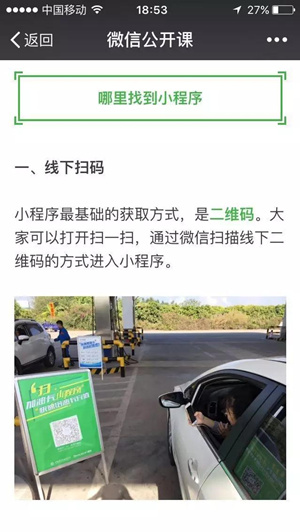 中国移动 18:53 27%
返回 微信公开课
哪里找到小程序
一、线下扫码
小程序最基础的获取方式，是二维码。大
家可以打开扫一扫，通过微信扫描线下二
维码的方式进入小程序。